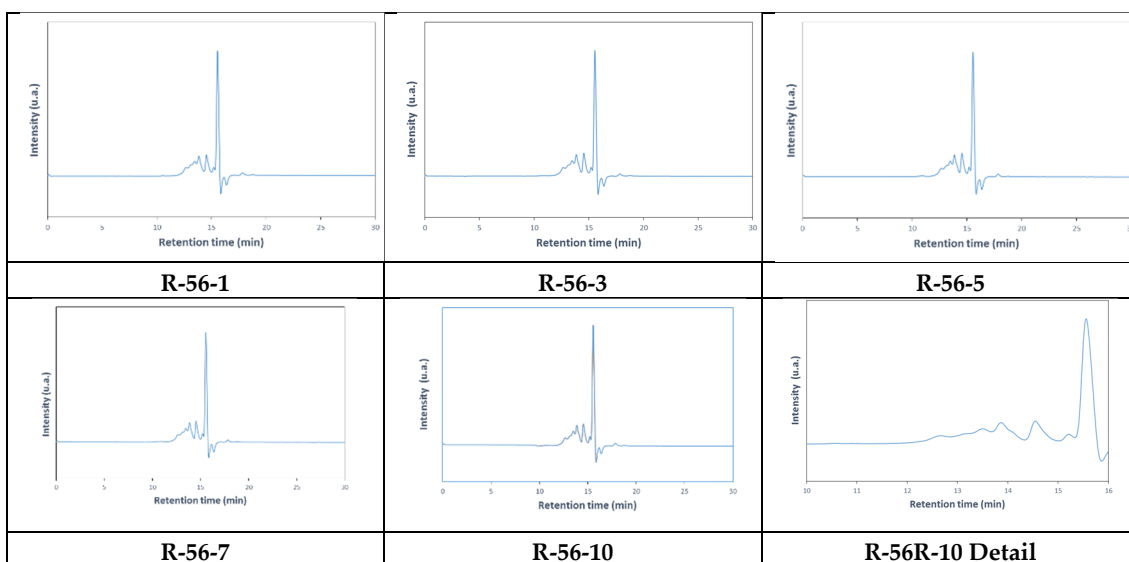 Intensity (u.a.)
0 5 10 15 20 25 30
Retention time (min)
R-56-1
Intensity (u.a.)
0 5 10 15 20 25 30
Retention time (min)
R-56-3
Intensity (u.a.)
0 5 10 15 20 25 30
Retention time (min)
R-56-5
Intensity (u.a.)
0 5 10 15 20 25 30
Retention time (min)
R-56-7
Intensity (u.a.)
0 5 10 15 20 25 30
Retention time (min)
R-56-10
Intensity (u.a.)
10 11 12 13 14 15 16
Retention time (min)
R-56R-10 Detail